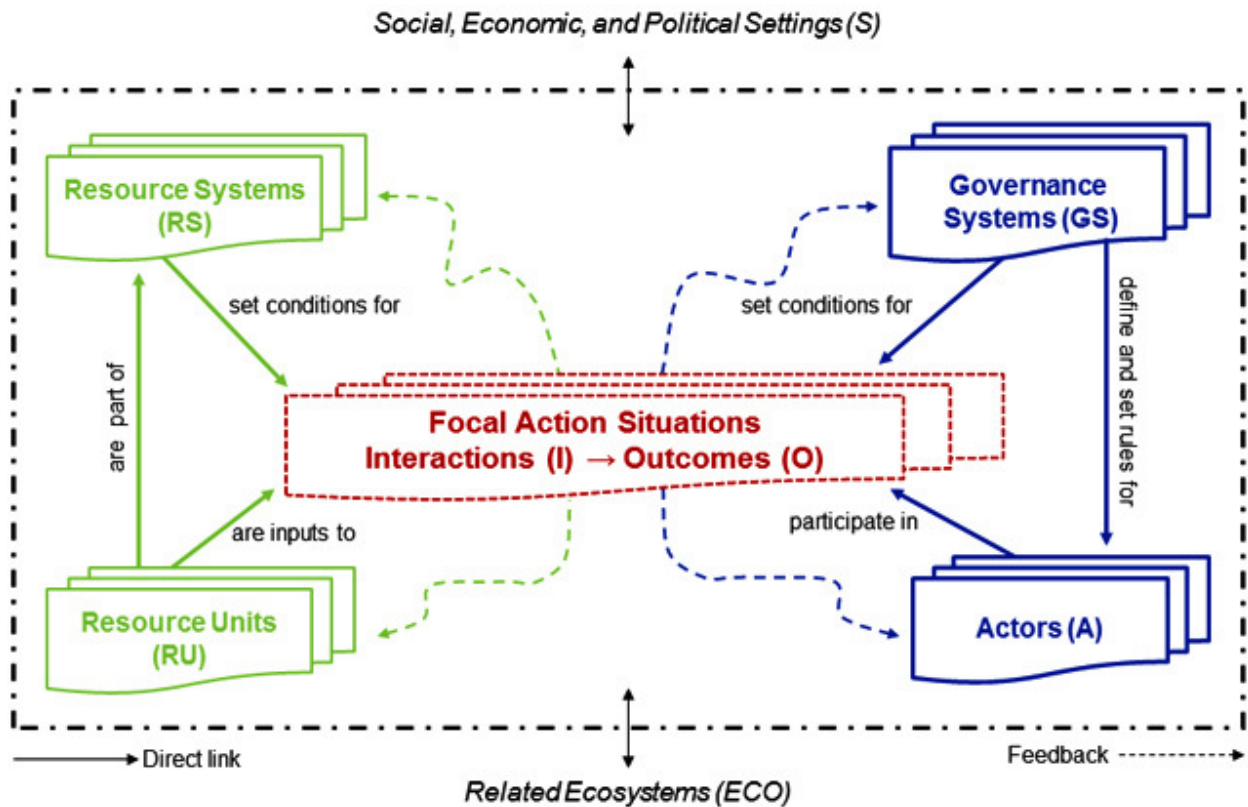 Social, Economic, and Political Settings (S)
Resource Systems
(RS)
Governance
Systems (GS)
set conditions for
set conditions for
are part of
define and set rules for
Focal Action Situations
Interactions (I) → Outcomes (O)
are inputs to
participate in
Resource Units
(RU)
Actors (A)
Direct link
Feedback
Related Ecosystems (ECO)